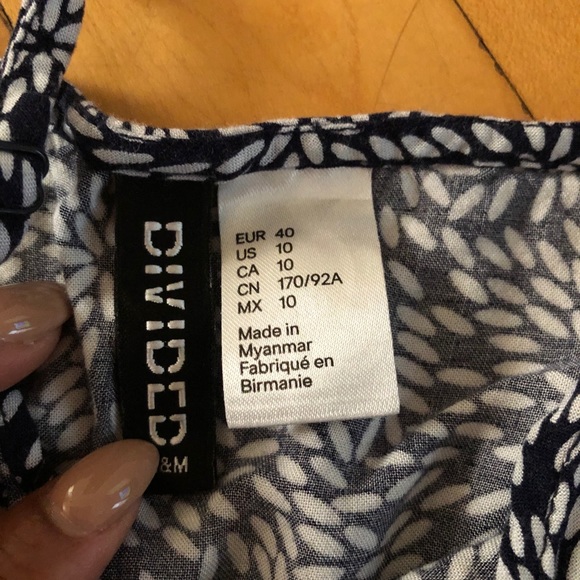 DIVIDED
&M
EUR 40
US 10
CA 10
CN 170/92A
MX 10
Made in
Myanmar
Fabriqué en
Birmanie